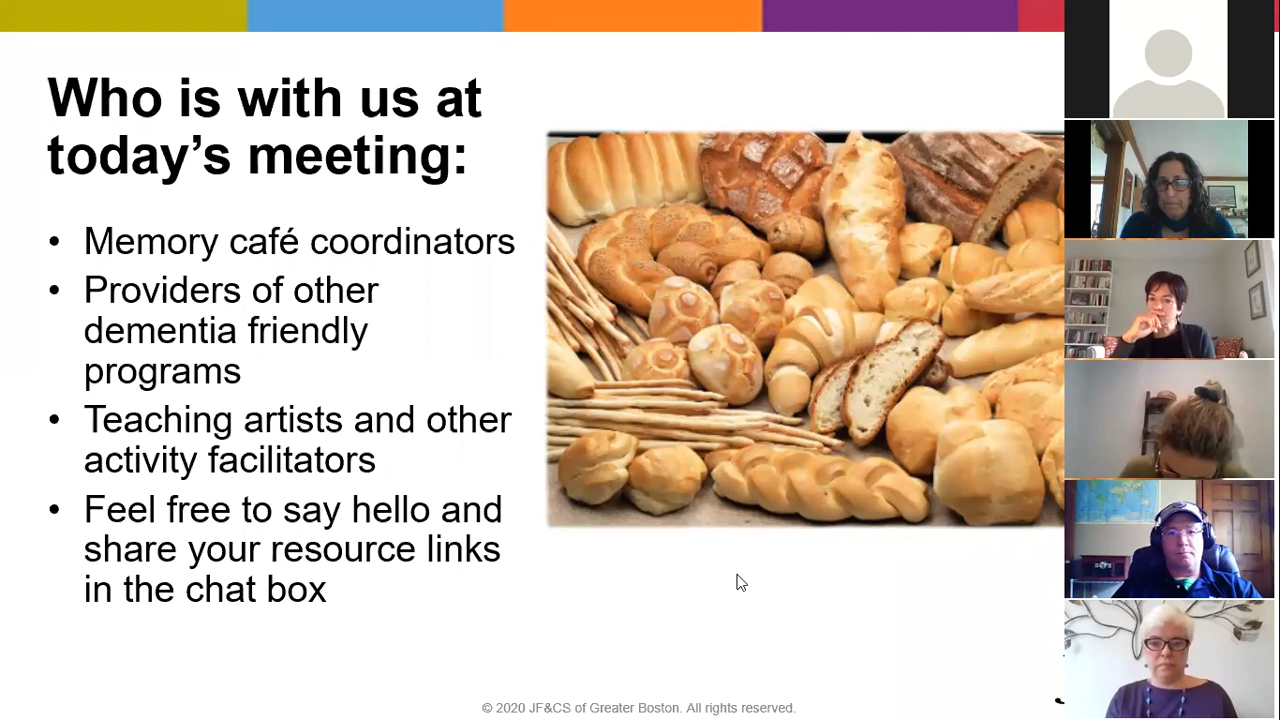 Who is with us at
today’s meeting:
• Memory café coordinators
• Providers of other
dementia friendly
programs
• Teaching artists and other
activity facilitators
• Feel free to say hello and
share your resource links
in the chat box
© 2020 JF&CS of Greater Boston. All rights reserved.